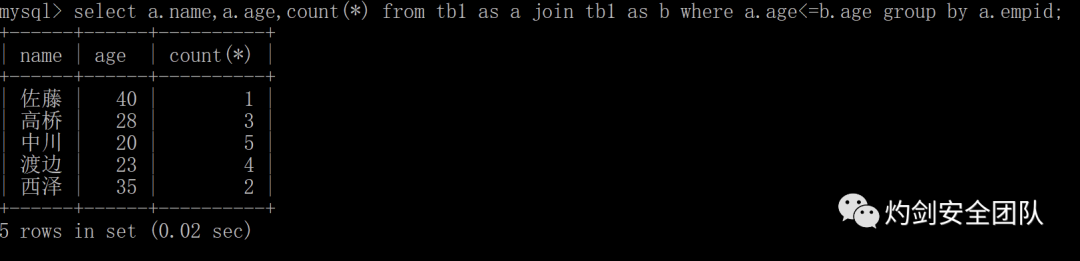 mysql> select a.name,a.age,count(*) from tb1 as a join tb1 as b where a.age<=b.age group by a.empid;
+------+------+----------+
| name | age  | count(*) |
+------+------+----------+
| 佐藤 |   40 |        1 |
| 高桥 |   28 |        3 |
| 中川 |   20 |        5 |
| 渡边 |   23 |        4 |
| 西泽 |   35 |        2 |
+------+------+----------+
5 rows in set (0.02 sec)
灼剑安全团队